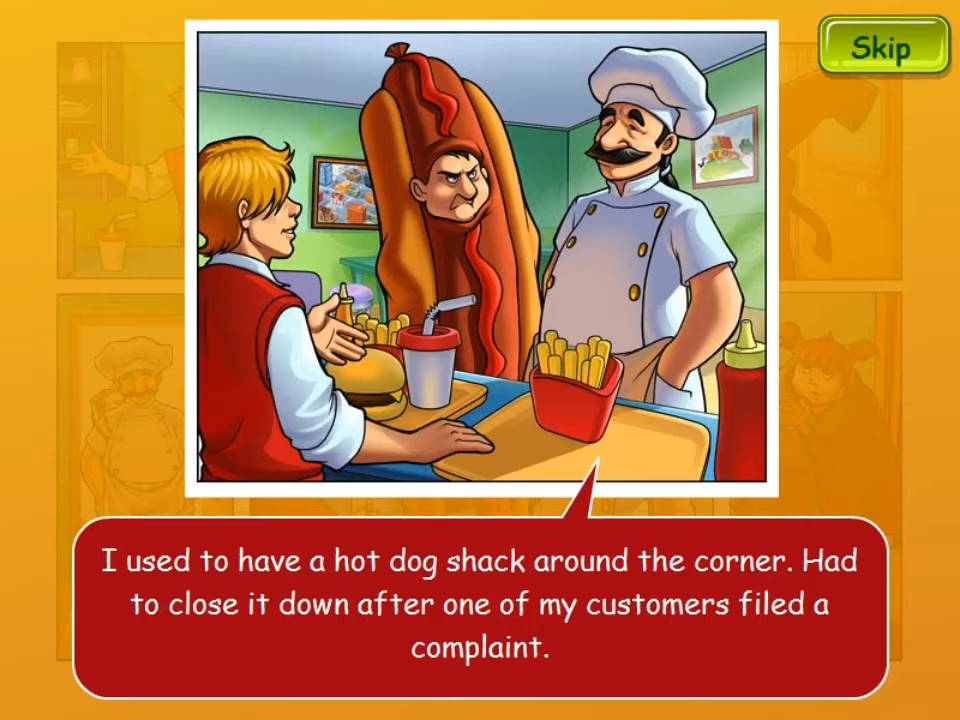 Skip
I used to have a hot dog shack around the corner. Had
to close it down after one of my customers filed a
complaint.